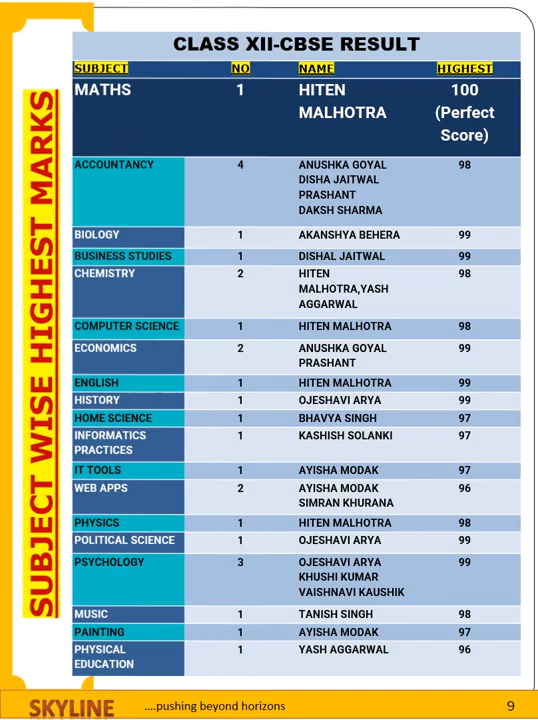 CLASS XII-CBSE RESULT
SUBJECT WISE HIGHEST MARKS
SUBJECT NO NAME HIGHEST
MATHS 1 HITEN 100
MALHOTRA (Perfect
Score)
ACCOUNTANCY 4 ANUSHKA GOYAL 98
DISHA JAITWAL
PRASHANT
DAKSH SHARMA
BIOLOGY 1 AKANSHYA BEHERA 99
BUSINESS STUDIES 1 DISHAL JAITWAL 99
CHEMISTRY 2 HITEN 98
MALHOTRA,YASH
AGGARWAL
COMPUTER SCIENCE 1 HITEN MALHOTRA 98
ECONOMICS 2 ANUSHKA GOYAL 99
PRASHANT
ENGLISH 1 HITEN MALHOTRA 99
HISTORY 1 OJESHAVI ARYA 99
HOME SCIENCE 1 BHAVYA SINGH 97
INFORMATICS 1 KASHISH SOLANKI 97
PRACTICES
IT TOOLS 1 AYISHA MODAK 97
WEB APPS 2 AYISHA MODAK 96
SIMRAN KHURANA
PHYSICS 1 HITEN MALHOTRA 98
POLITICAL SCIENCE 1 OJESHAVI ARYA 99
PSYCHOLOGY 3 OJESHAVI ARYA 99
KHUSHI KUMAR
VAISHNAVI KAUSHIK
MUSIC 1 TANISH SINGH 98
PAINTING 1 AYISHA MODAK 97
PHYSICAL 1 YASH AGGARWAL 96
EDUCATION
SKYLINE ....pushing beyond horizons 9